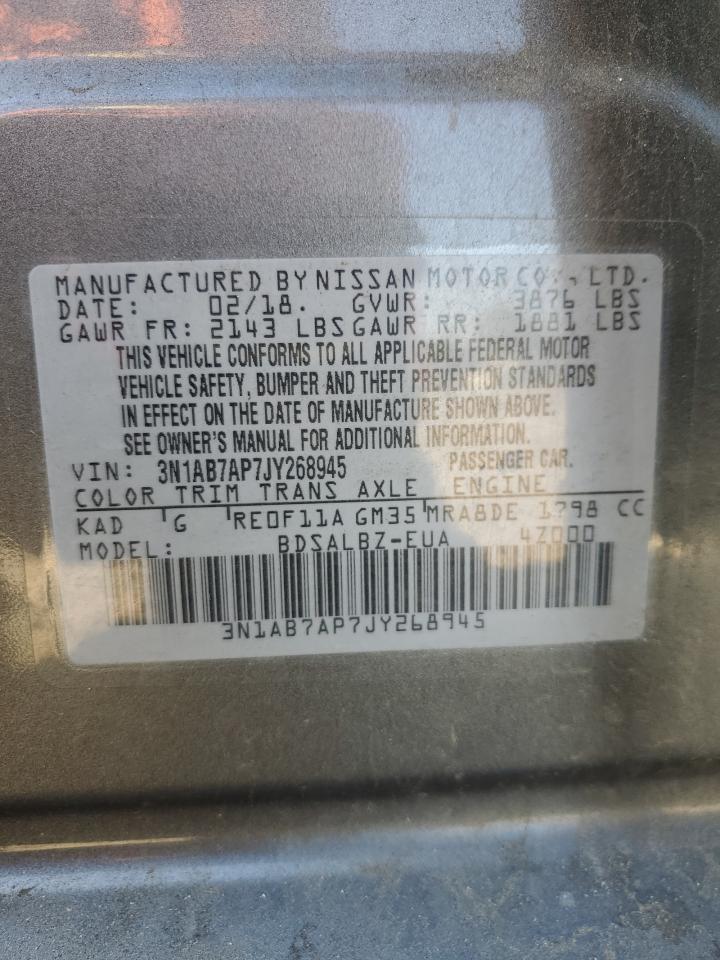 MANUFACTURED BY NISSAN MOTOR CO., LTD.
DATE: 02/18. GVWR: 3876 LBS
GAWR FR: 2143 LBS GAWR RR: 1881 LBS
THIS VEHICLE CONFORMS TO ALL APPLICABLE FEDERAL MOTOR
VEHICLE SAFETY, BUMPER AND THEFT PREVENTION STANDARDS
IN EFFECT ON THE DATE OF MANUFACTURE SHOWN ABOVE.
SEE OWNER'S MANUAL FOR ADDITIONAL INFORMATION.
VIN: 3N1AB7AP7JY268945 PASSENGER CAR.
COLOR TRIM TRANS AXLE ENGINE
KAD G RE0F11A GM35 MRA8DE 1798 CC
MODEL: BDSALBZ-EUA 4Z000
3N1AB7AP7JY268945